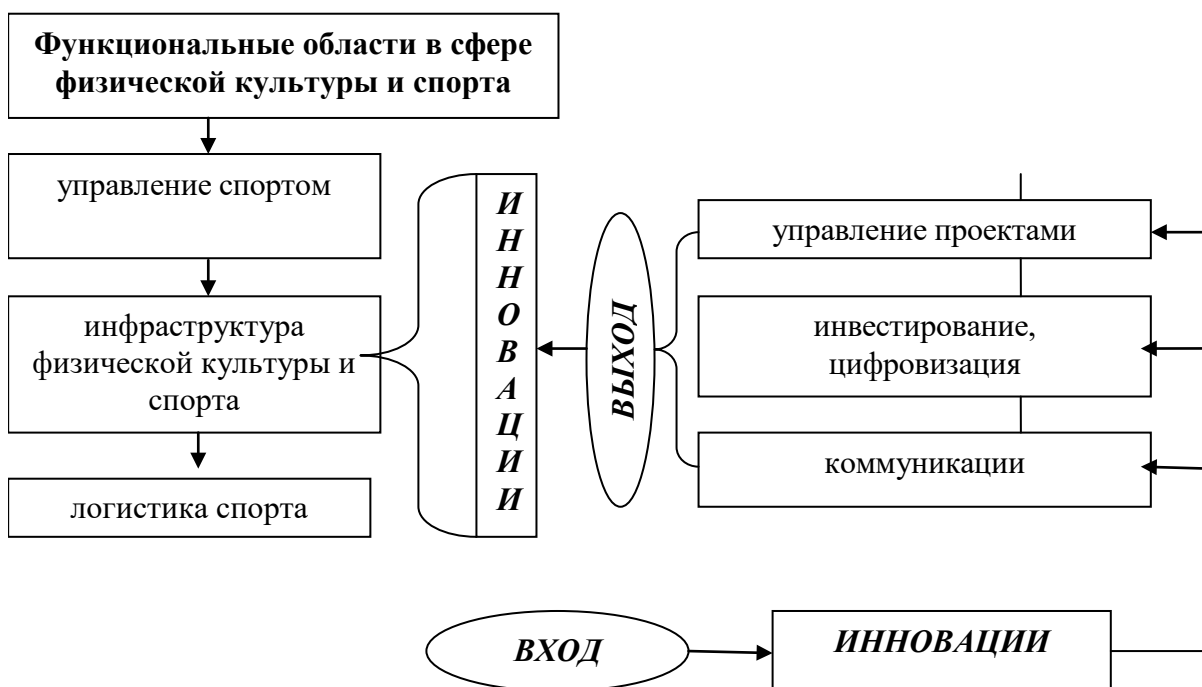 Функциональные области в сфере
физической культуры и спорта
управление спортом
инфраструктура
физической культуры и
спорта
логистика спорта
ИННОВАЦИИ
ВЫХОД
управление проектами
инвестирование,
цифровизация
коммуникации
ВХОД
ИННОВАЦИИ